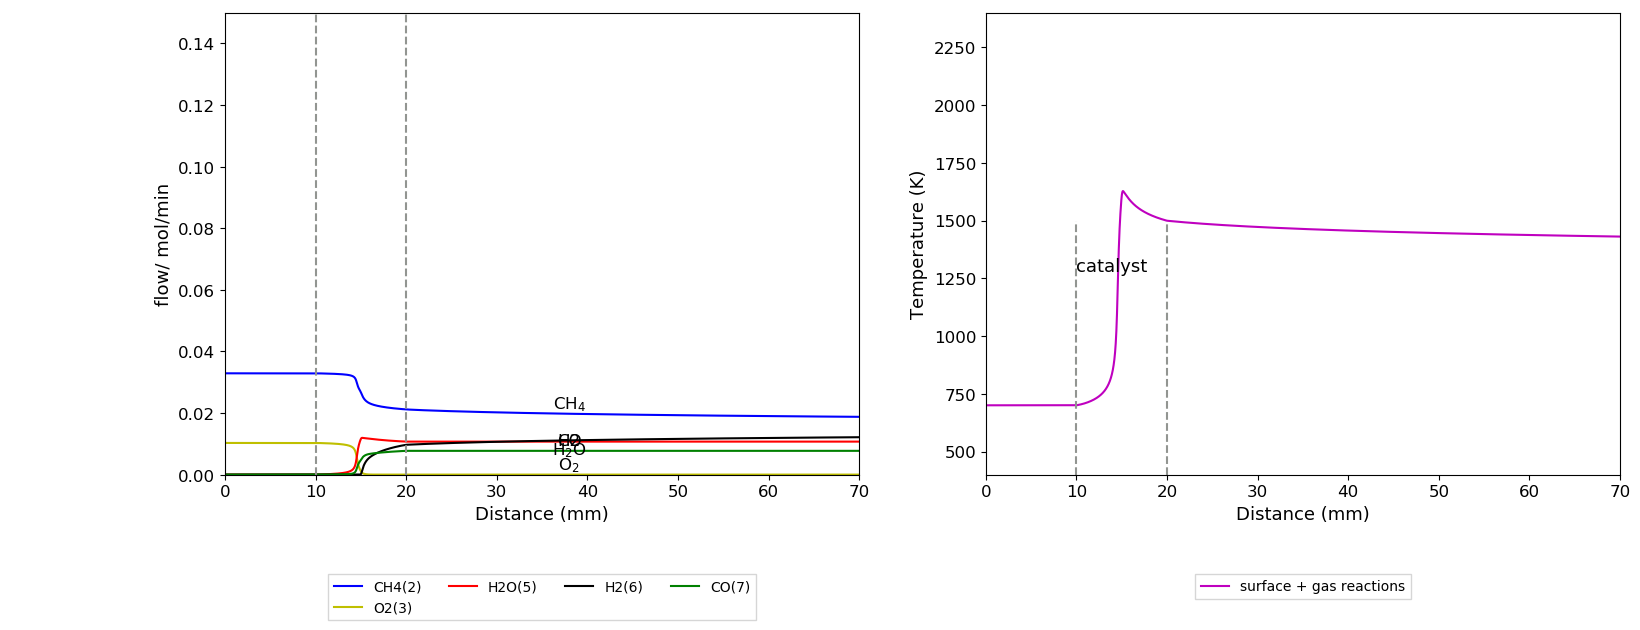 0.14
0.12
0.10
0.08
0.06
0.04
0.02
0.00
flow/ mol/min
CH₄
H₂O
O₂
0 10 20 30 40 50 60 70
Distance (mm)
CH4(2) H2O(5) H2(6) CO(7)
O2(3)
2250
2000
1750
1500
1250
1000
750
500
Temperature (K)
catalyst
0 10 20 30 40 50 60 70
Distance (mm)
surface + gas reactions